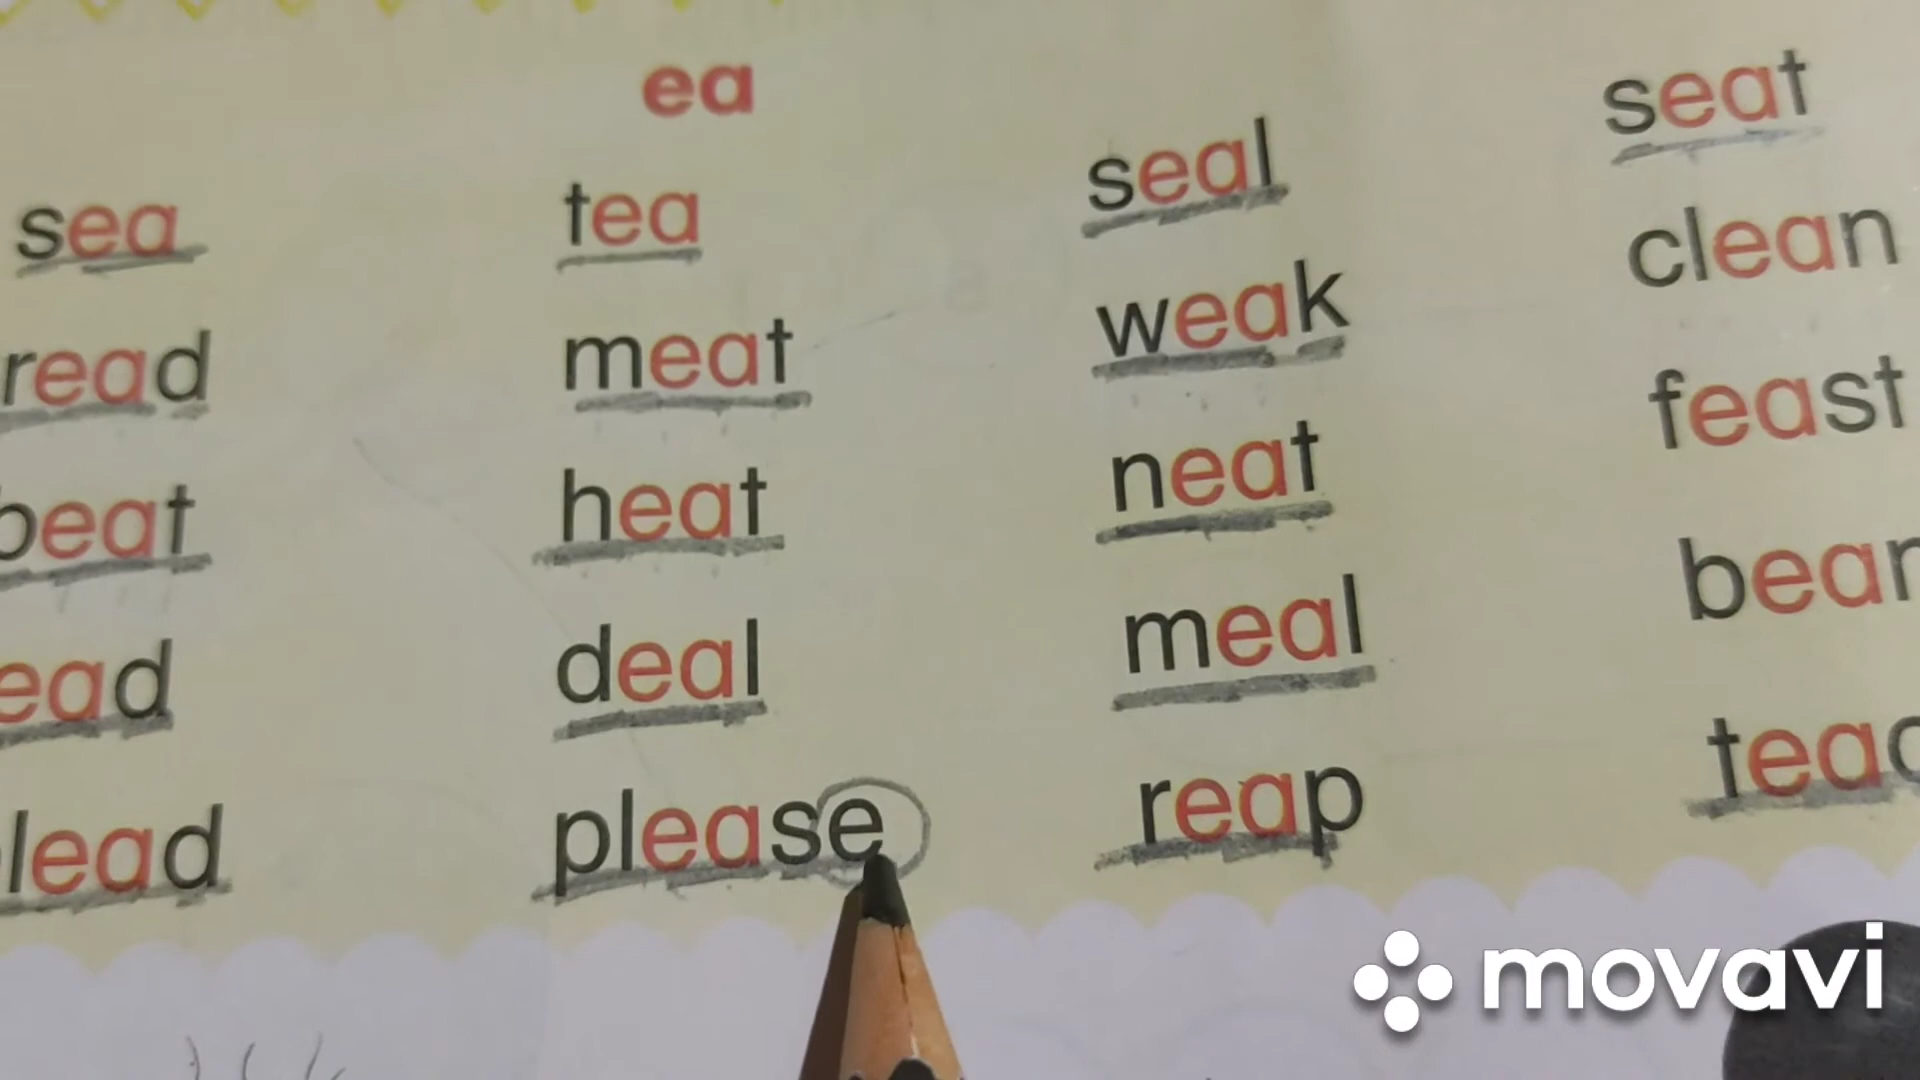 ea
sea tea seal seat
read meat weak clean
beat heat neat feast
ead deal meal
lead please reap
movavi